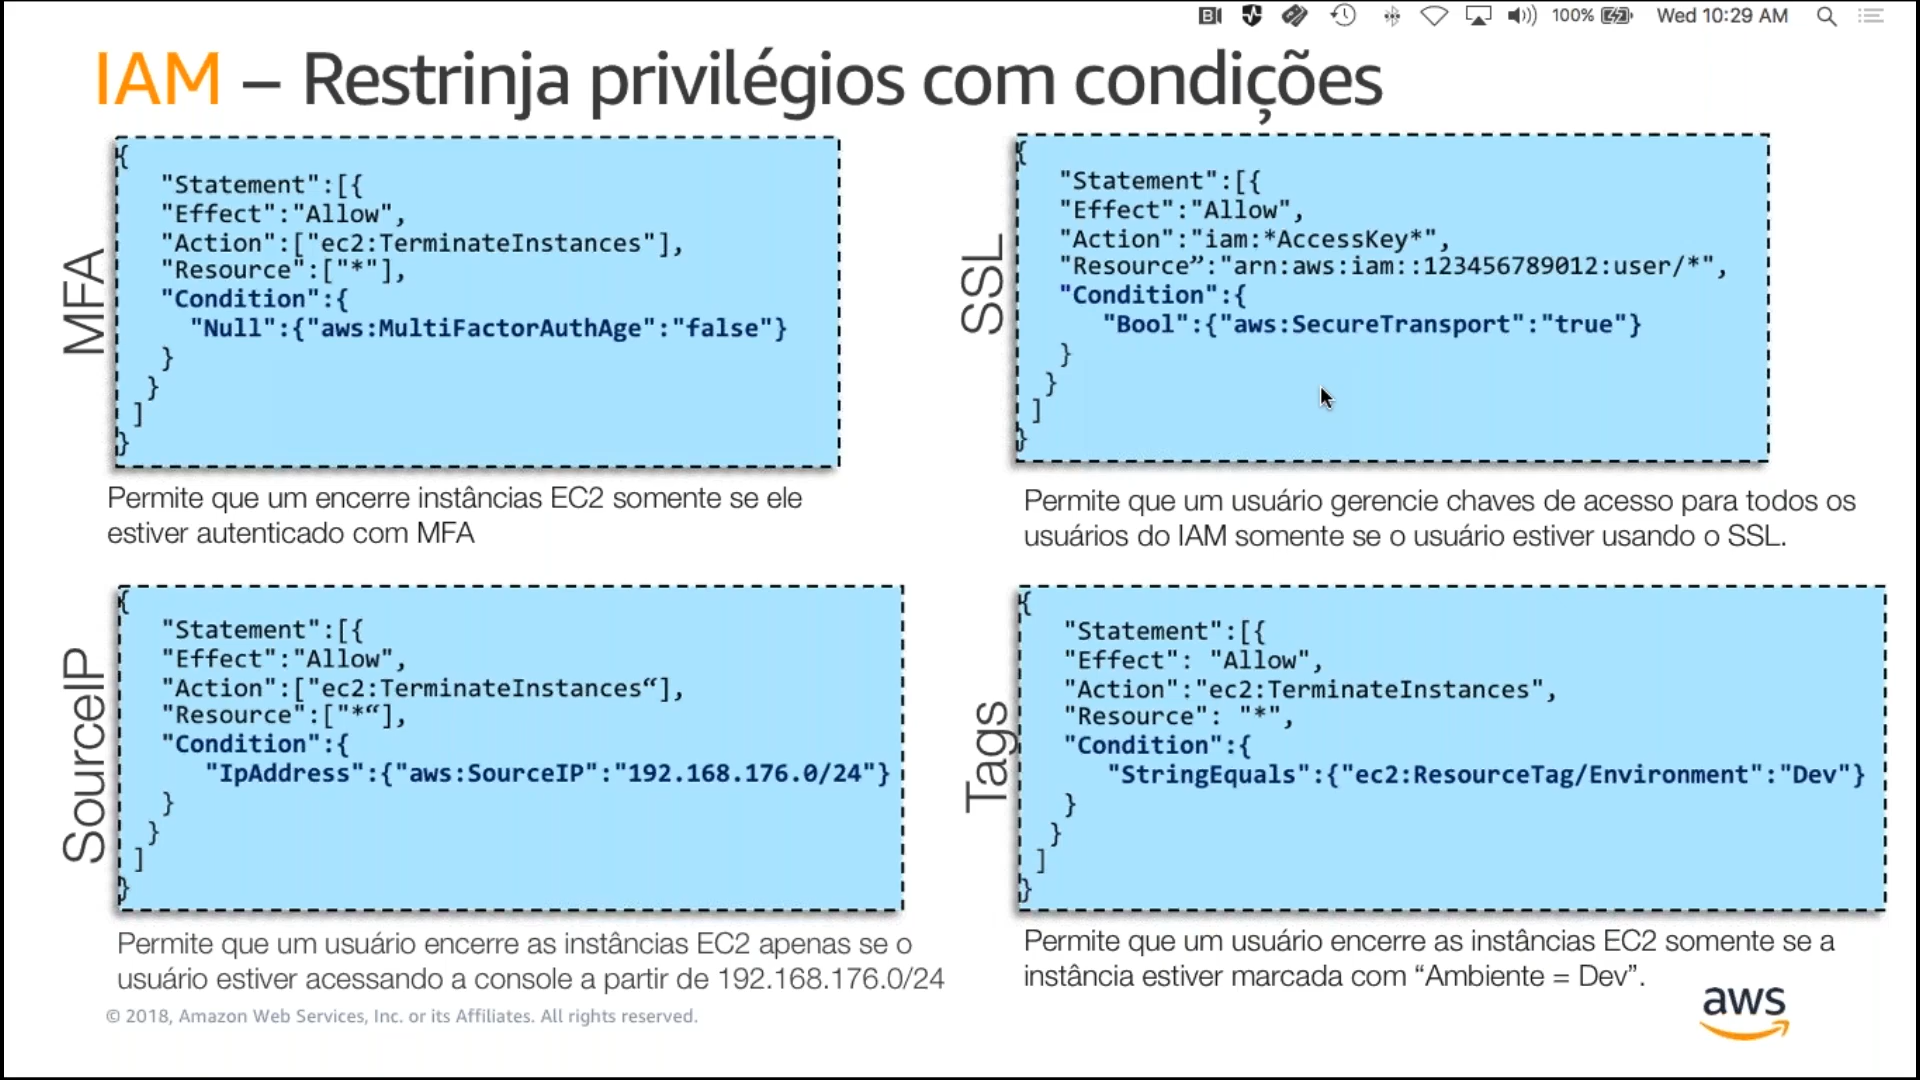 100% Wed 10:29 AM
IAM – Restrinja privilégios com condições
MFA
{
"Statement":[{
"Effect":"Allow",
"Action":["ec2:TerminateInstances"],
"Resource":["*"],
"Condition":{
"Null":{"aws:MultiFactorAuthAge":"false"}
}
}
]
}
Permite que um encerre instâncias EC2 somente se ele
estiver autenticado com MFA
SSL
{
"Statement":[{
"Effect":"Allow",
"Action":"iam:*AccessKey*",
"Resource”:"arn:aws:iam::123456789012:user/*",
"Condition":{
"Bool":{"aws:SecureTransport":"true"}
}
}
]
}
Permite que um usuário gerencie chaves de acesso para todos os
usuários do IAM somente se o usuário estiver usando o SSL.
SourceIP
{
"Statement":[{
"Effect":"Allow",
"Action":["ec2:TerminateInstances“],
"Resource":["*“],
"Condition":{
"IpAddress":{"aws:SourceIP":"192.168.176.0/24"}
}
}
]
}
Permite que um usuário encerre as instâncias EC2 apenas se o
usuário estiver acessando a console a partir de 192.168.176.0/24
Tags
{
"Statement":[{
"Effect": "Allow",
"Action":"ec2:TerminateInstances",
"Resource": "*",
"Condition":{
"StringEquals":{"ec2:ResourceTag/Environment":"Dev"}
}
}
]
}
Permite que um usuário encerre as instâncias EC2 somente se a
instância estiver marcada com “Ambiente = Dev”.
© 2018, Amazon Web Services, Inc. or its Affiliates. All rights reserved.
aws